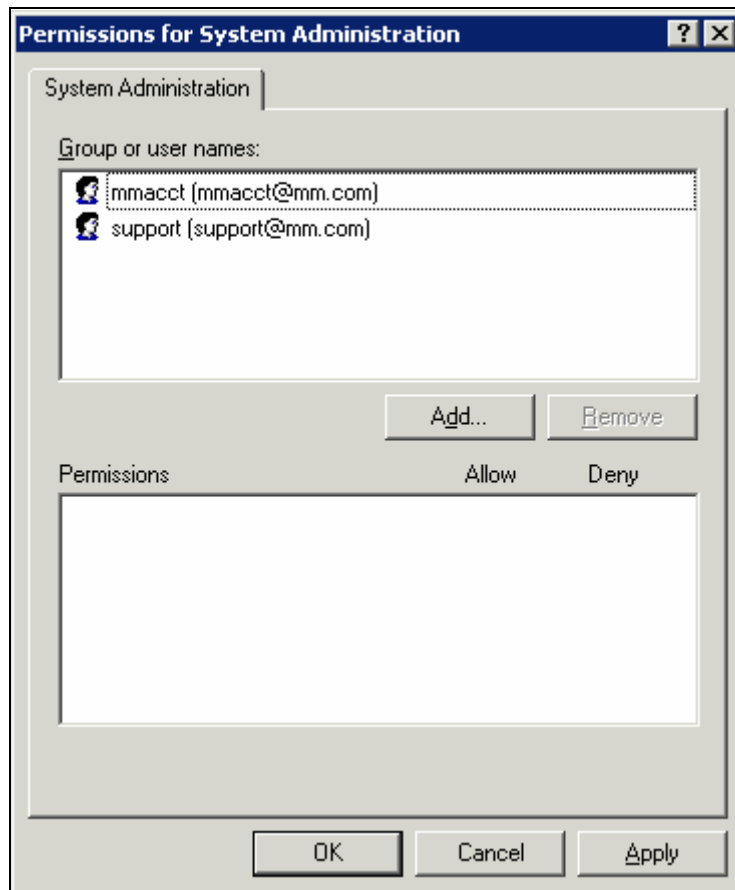 Permissions for System Administration
System Administration
Group or user names:
mmacct (mmacct@mm.com)
support (support@mm.com)
Add... Remove
Permissions Allow Deny
OK Cancel Apply